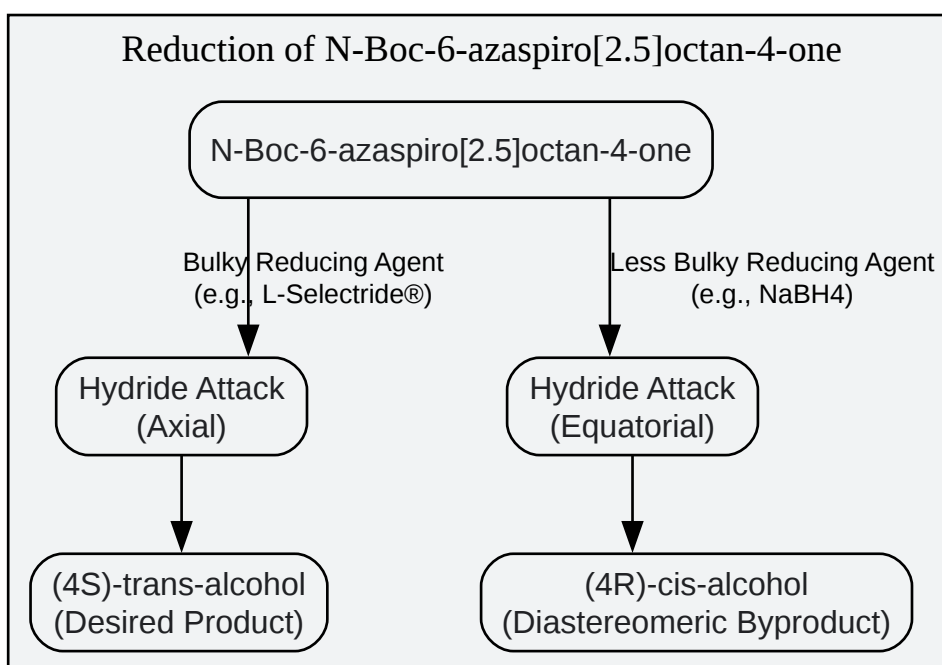 Reduction of N-Boc-6-azaspiro[2.5]octan-4-one
N-Boc-6-azaspiro[2.5]octan-4-one
Bulky Reducing Agent
(e.g., L-Selectride®)
Less Bulky Reducing Agent
(e.g., NaBH4)
Hydride Attack
(Axial)
Hydride Attack
(Equatorial)
(4S)-trans-alcohol
(Desired Product)
(4R)-cis-alcohol
(Diastereomeric Byproduct)